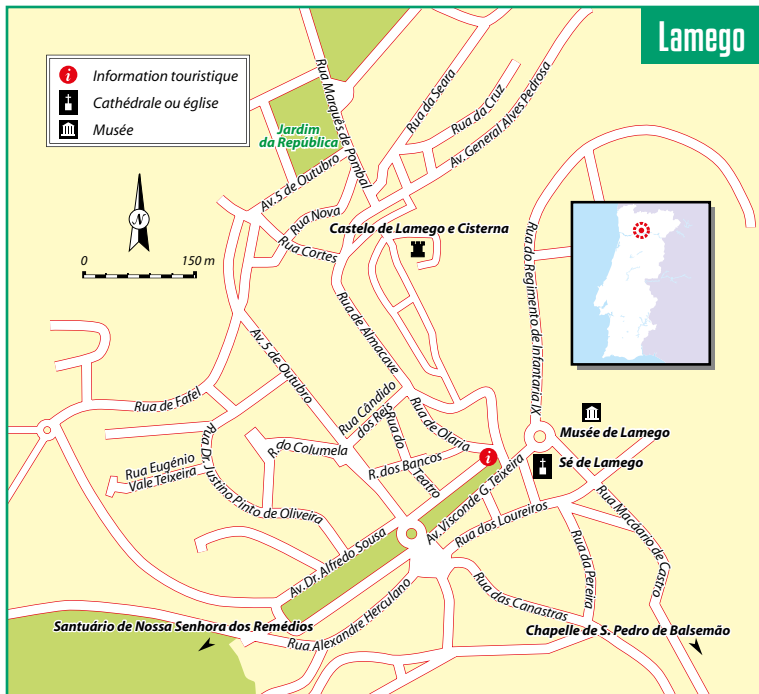 Lamego
i Information touristique
Cathédrale ou église
Musée
N
0 150 m
Rua Marquês de Pombal
Jardim
da República
Rua da Seara
Rua da Cruz
Av. General Alves Pedrosa
Av. 5 de Outubro
Rua Nova
Rua Cortes
Castelo de Lamego e Cisterna
Rua do Regimento de Infantaria IX
Rua de Almacave
Av. 5 de Outubro
Rua de Fafel
Rua Cândido
dos Reis
Rua de Olaria
Rua do Teatro
R. do Columela
R. dos Bancos
i
Musée de Lamego
Sé de Lamego
Rua Eugénio
Vale Teixeira
Rua Dr. Justino Pinto de Oliveira
Av. Visconde G. Teixeira
Rua dos Loureiros
Rua Macdario de Castro
Rua da Pereira
Av. Dr. Alfredo Sousa
Rua das Canastras
Rua Alexandre Herculano
Santuário de Nossa Senhora dos Remédios
Chapelle de S. Pedro de Balsemão